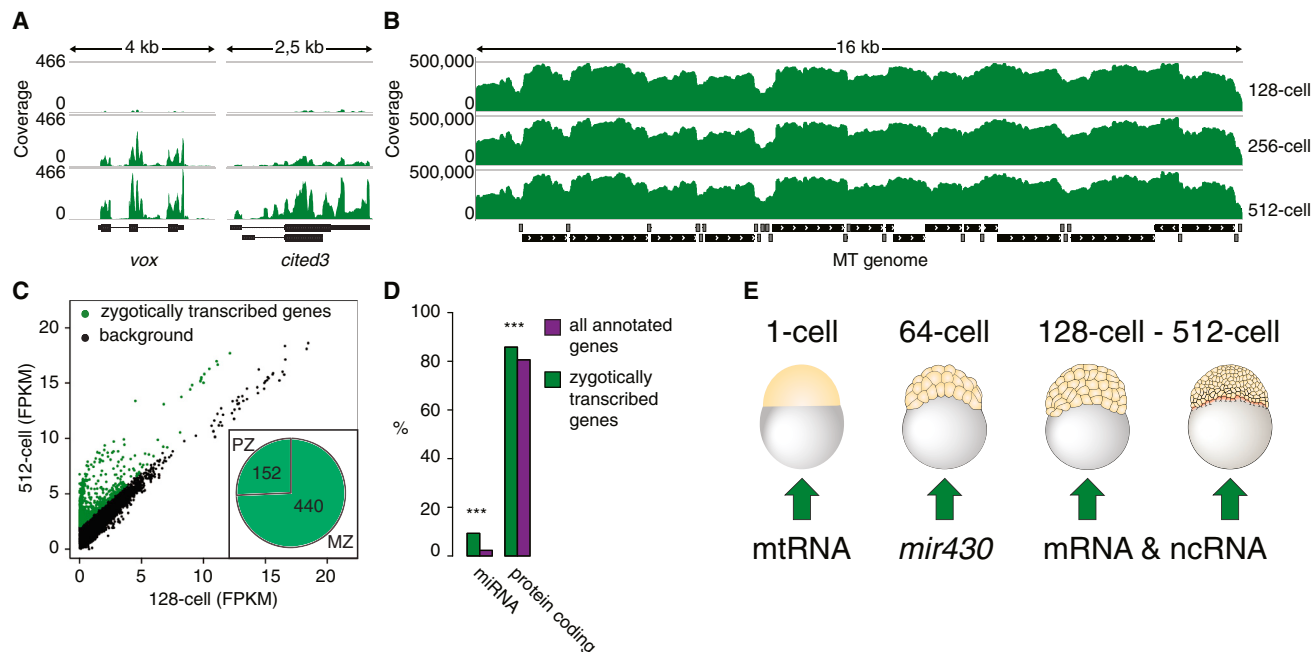 A
4 kb
2,5 kb
Coverage
466
0
466
0
466
0
vox
cited3
B
16 kb
Coverage
500,000
0
128-cell
500,000
0
256-cell
500,000
0
512-cell
MT genome
C
zygotically transcribed genes
background
512-cell (FPKM)
20
15
10
5
0
0
5
10
15
20
128-cell (FPKM)
PZ
152
440
MZ
D
100
80
60
40
20
0
%
***
***
miRNA
protein coding
all annotated
genes
zygotically
transcribed
genes
E
1-cell
64-cell
128-cell - 512-cell
mtRNA
mir430
mRNA & ncRNA